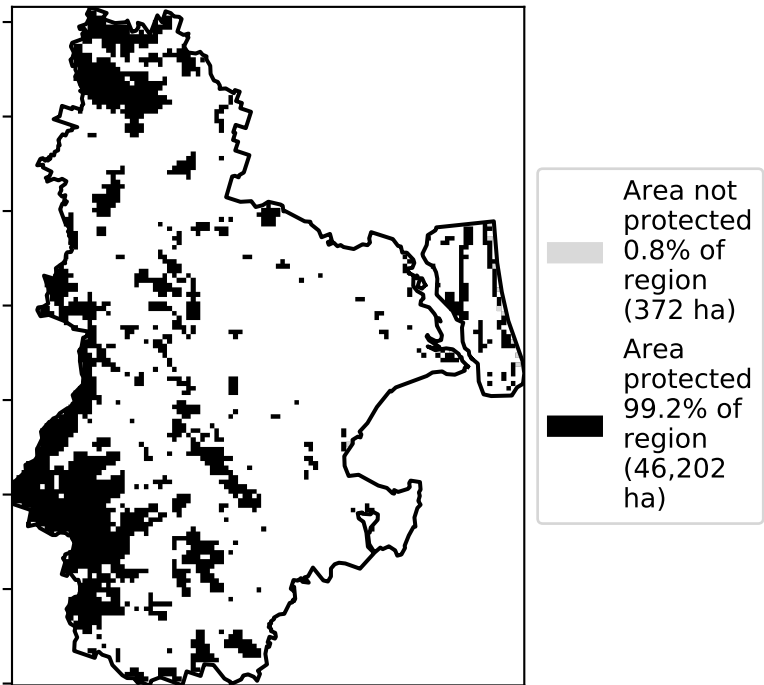 Area not
protected
0.8% of
region
(372 ha)
Area
protected
99.2% of
region
(46,202
ha)